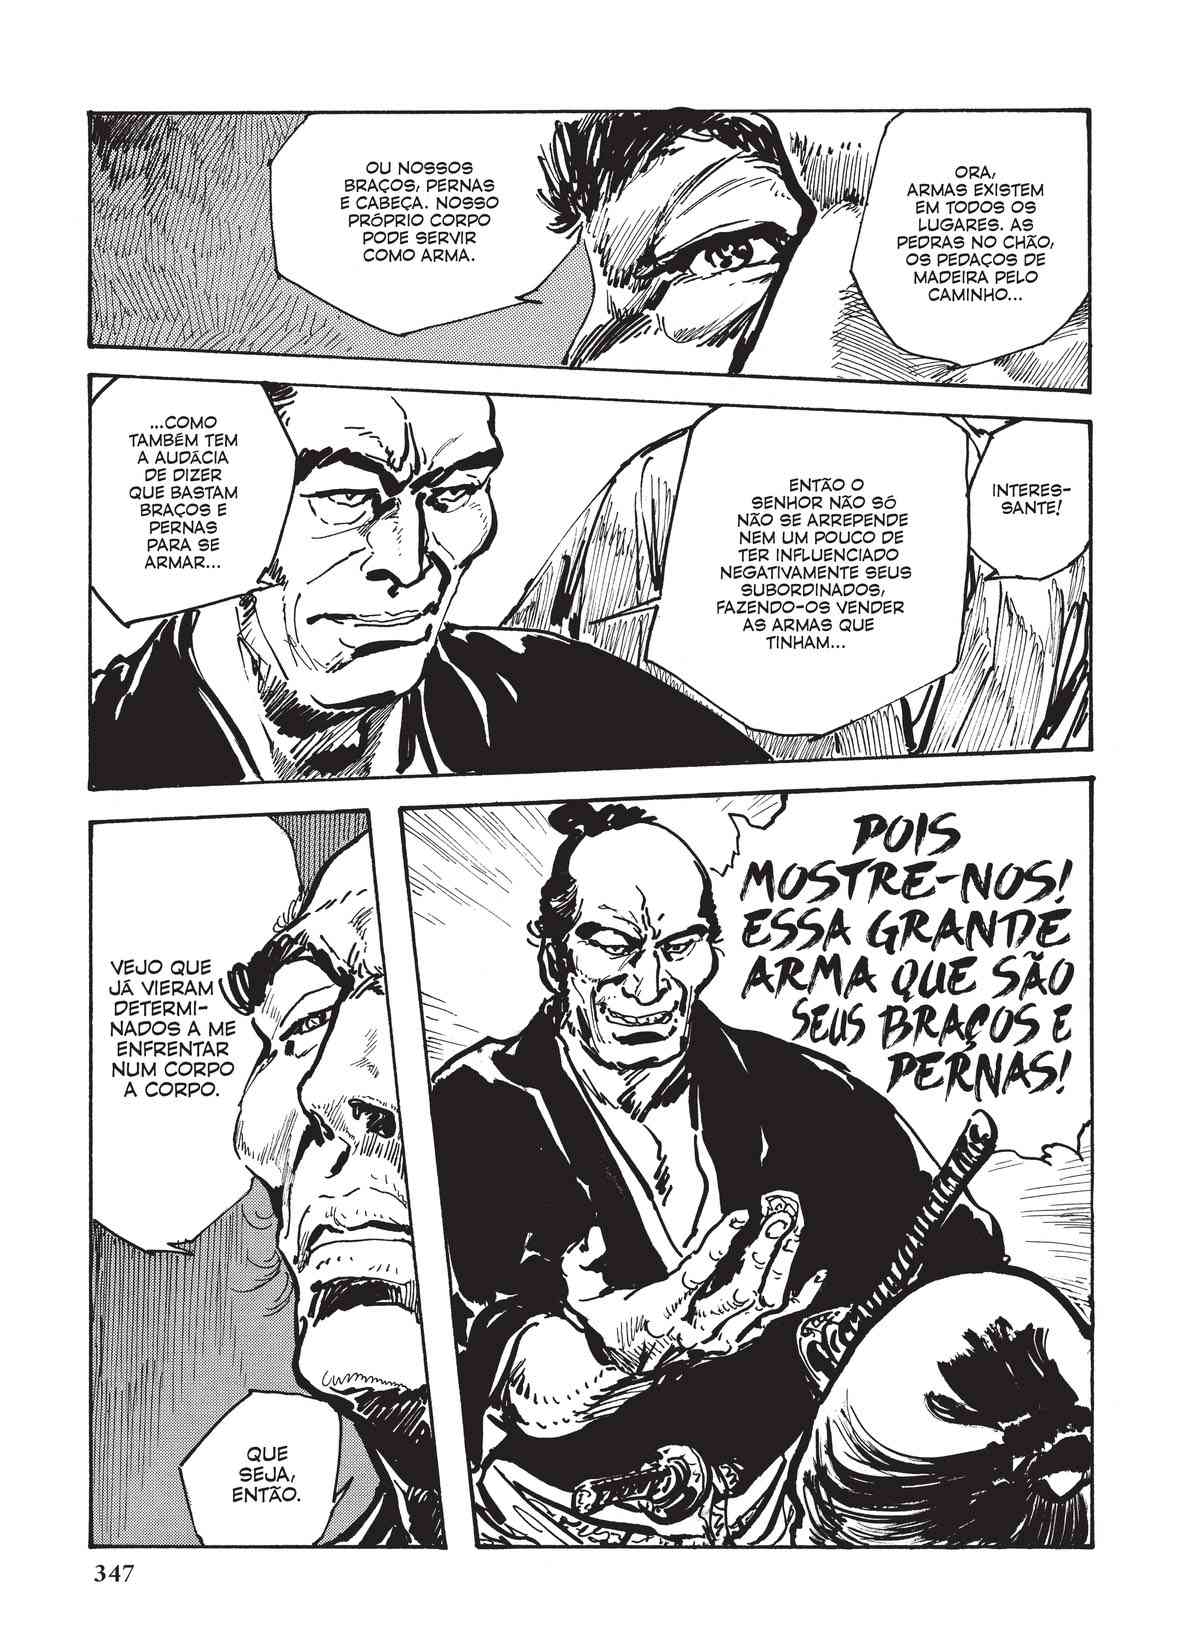 ORA,
ARMAS EXISTEM
EM TODOS OS
LUGARES. AS
PEDRAS NO CHÃO,
OS PEDAÇOS DE
MADEIRA PELO
CAMINHO...
OU NOSSOS
BRAÇOS, PERNAS
E CABEÇA. NOSSO
PRÓPRIO CORPO
PODE SERVIR
COMO ARMA.
INTERES-
SANTE!
ENTÃO O
SENHOR NÃO SÓ
NÃO SE ARREPENDE
NEM UM POUCO DE
TER INFLUENCIADO
NEGATIVAMENTE SEUS
SUBORDINADOS,
FAZENDO-OS VENDER
AS ARMAS QUE
TINHAM...
...COMO
TAMBÉM TEM
A AUDÁCIA
DE DIZER
QUE BASTAM
BRAÇOS E
PERNAS
PARA SE
ARMAR...
POIS
MOSTRE-NOS!
ESSA GRANDE
ARMA QUE SÃO
SEUS BRAÇOS E
PERNAS!
VEJO QUE
JÁ VIERAM
DETERMI-
NADOS A ME
ENFRENTAR
NUM CORPO
A CORPO.
QUE
SEJA,
ENTÃO.
347